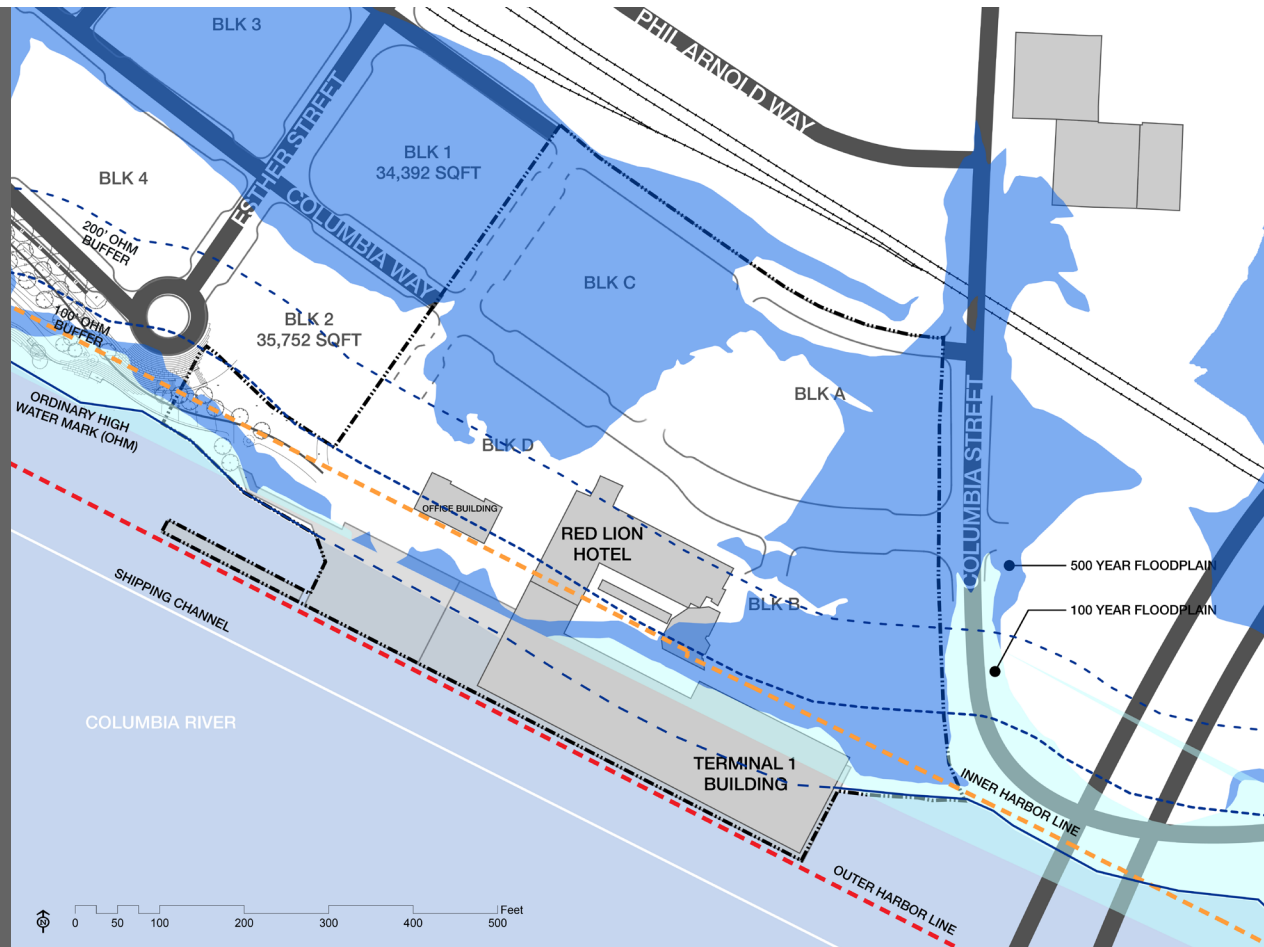 BLK 3
PHIL ARNOLD WAY
BLK 1
34,392 SQFT
ESTHER STREET
BLK 4
COLUMBIA WAY
200' OHM
BUFFER
BLK C
100' OHM
BUFFER
BLK 2
35,752 SQFT
BLK A
ORDINARY HIGH
WATER MARK (OHM)
BLK D
COLUMBIA STREET
OFFICE BUILDING
RED LION
HOTEL
500 YEAR FLOODPLAIN
SHIPPING CHANNEL
BLK B
100 YEAR FLOODPLAIN
COLUMBIA RIVER
TERMINAL 1
BUILDING
INNER HARBOR LINE
OUTER HARBOR LINE
N
Feet
0 50 100 200 300 400 500